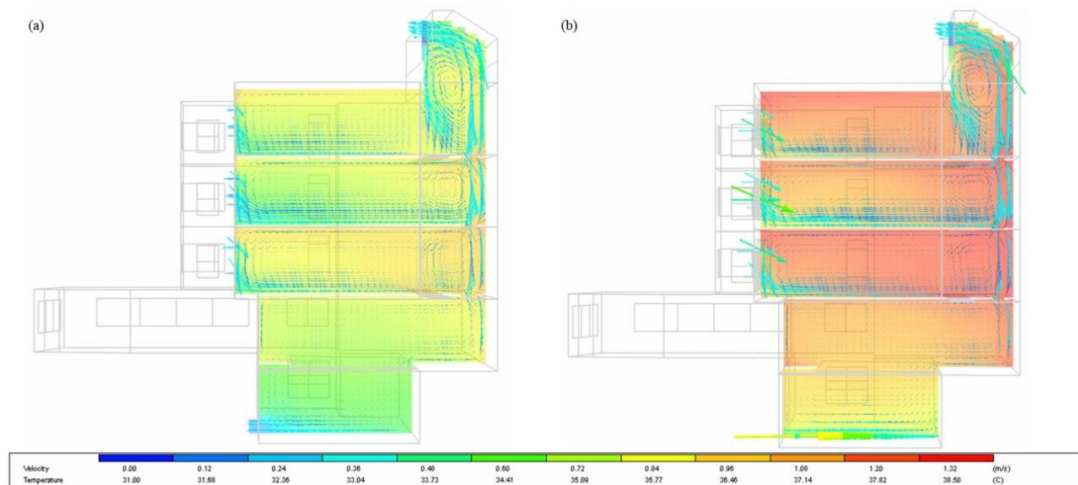 (a) (b)
Velocity 0.00 0.12 0.24 0.36 0.48 0.60 0.72 0.84 0.96 1.08 1.20 1.32 (m/s)
Temperature 31.00 31.68 32.36 33.04 33.73 34.41 35.09 35.77 36.46 37.14 37.82 38.50 (C)